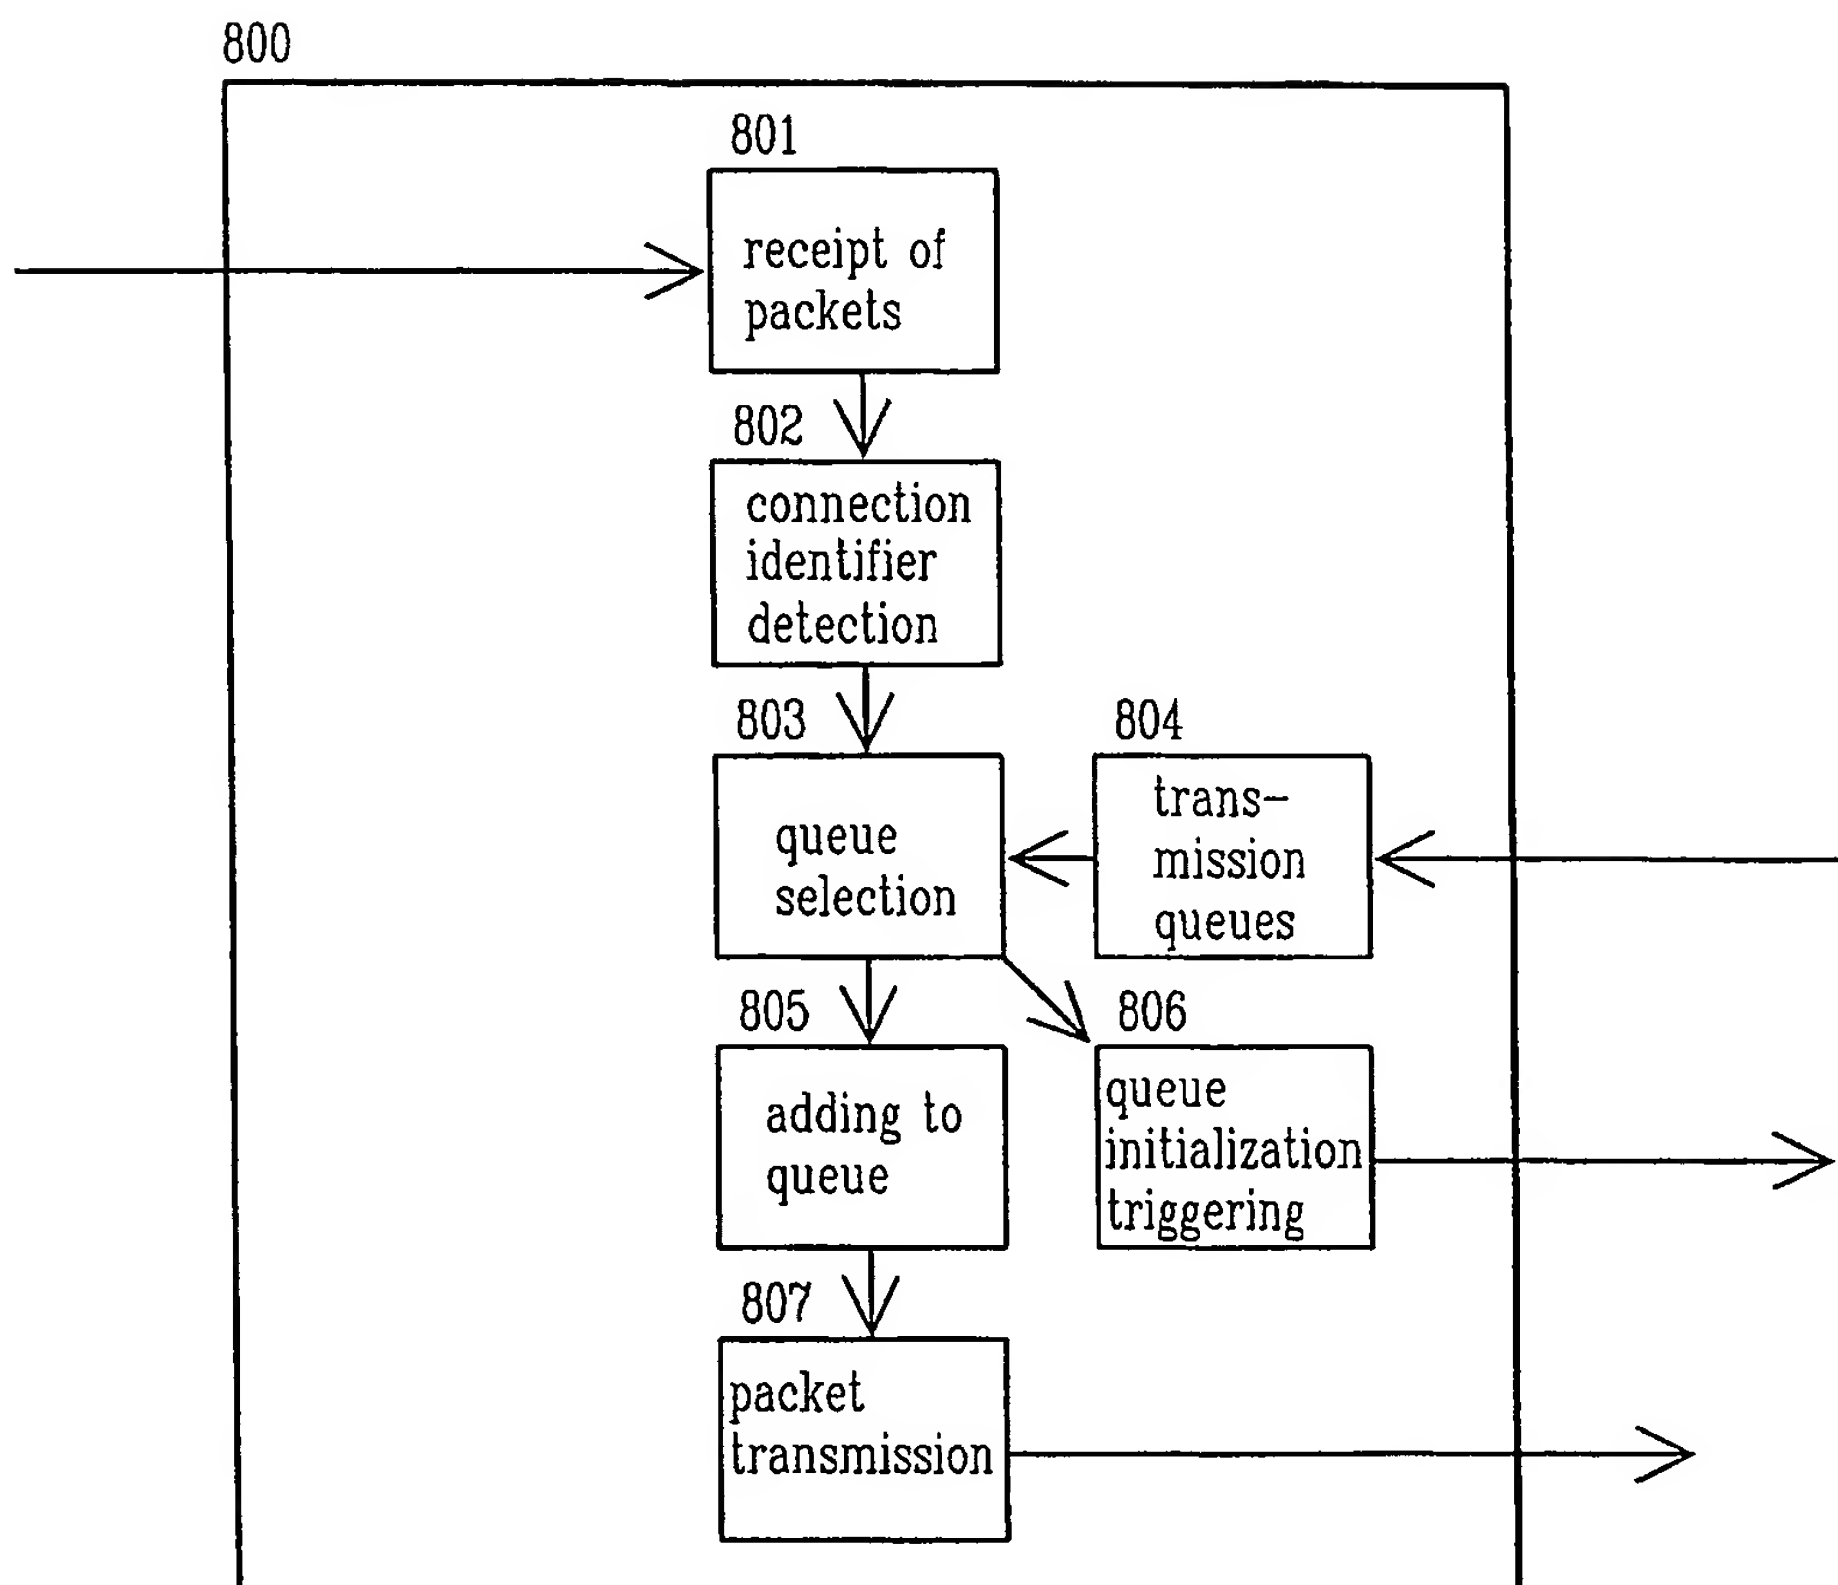 800
801
receipt of
packets
802
connection
identifier
detection
803
queue
selection
804
trans-
mission
queues
805
adding to
queue
806
queue
initialization
triggering
807
packet
transmission